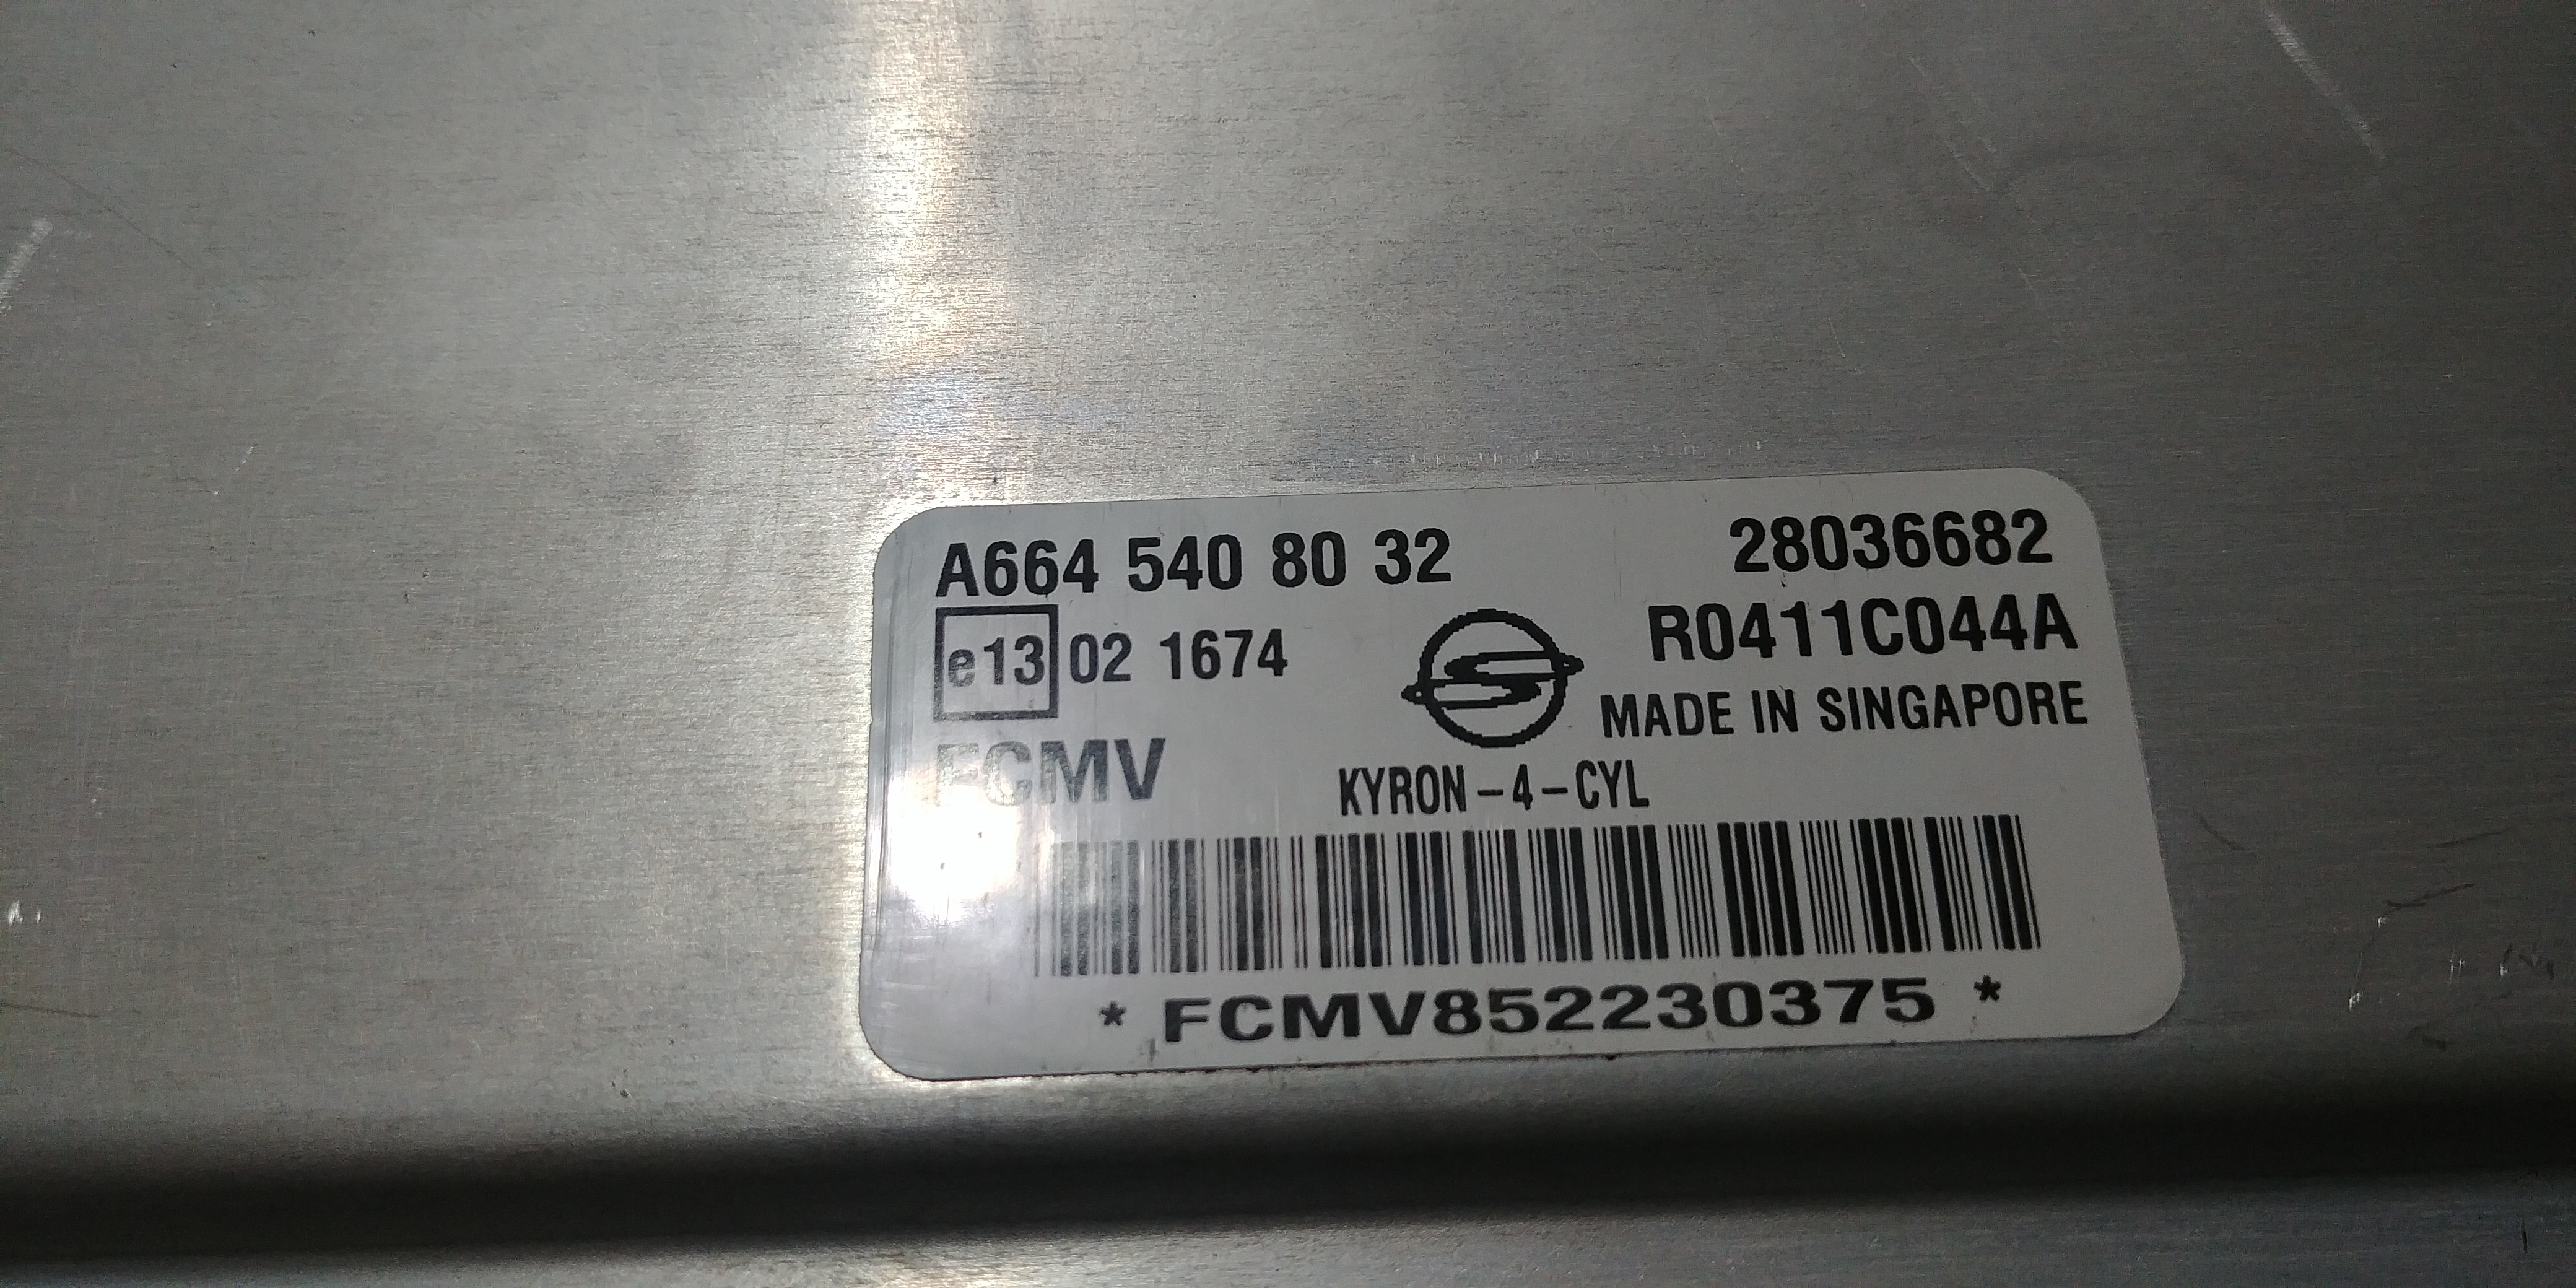 A664 540 80 32
28036682
e13 02 1674
R0411C044A
MADE IN SINGAPORE
FCMV
KYRON-4-CYL
* FCMV852230375 *